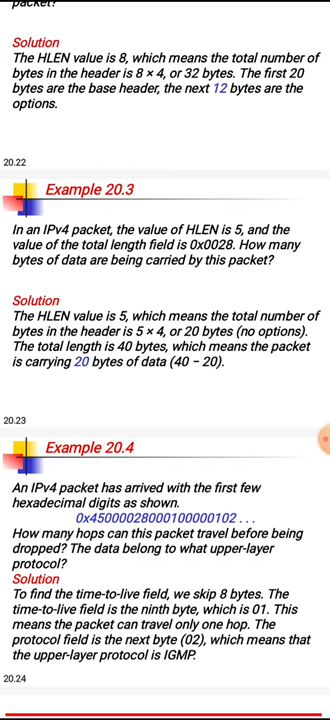 packet?
Solution
The HLEN value is 8, which means the total number of
bytes in the header is 8 × 4, or 32 bytes. The first 20
bytes are the base header, the next 12 bytes are the
options.
20.22
Example 20.3
In an IPv4 packet, the value of HLEN is 5, and the
value of the total length field is 0x0028. How many
bytes of data are being carried by this packet?
Solution
The HLEN value is 5, which means the total number of
bytes in the header is 5 × 4, or 20 bytes (no options).
The total length is 40 bytes, which means the packet
is carrying 20 bytes of data (40 − 20).
20.23
Example 20.4
An IPv4 packet has arrived with the first few
hexadecimal digits as shown.
0x45000028000100000102 . . .
How many hops can this packet travel before being
dropped? The data belong to what upper-layer
protocol?
Solution
To find the time-to-live field, we skip 8 bytes. The
time-to-live field is the ninth byte, which is 01. This
means the packet can travel only one hop. The
protocol field is the next byte (02), which means that
the upper-layer protocol is IGMP.
20.24